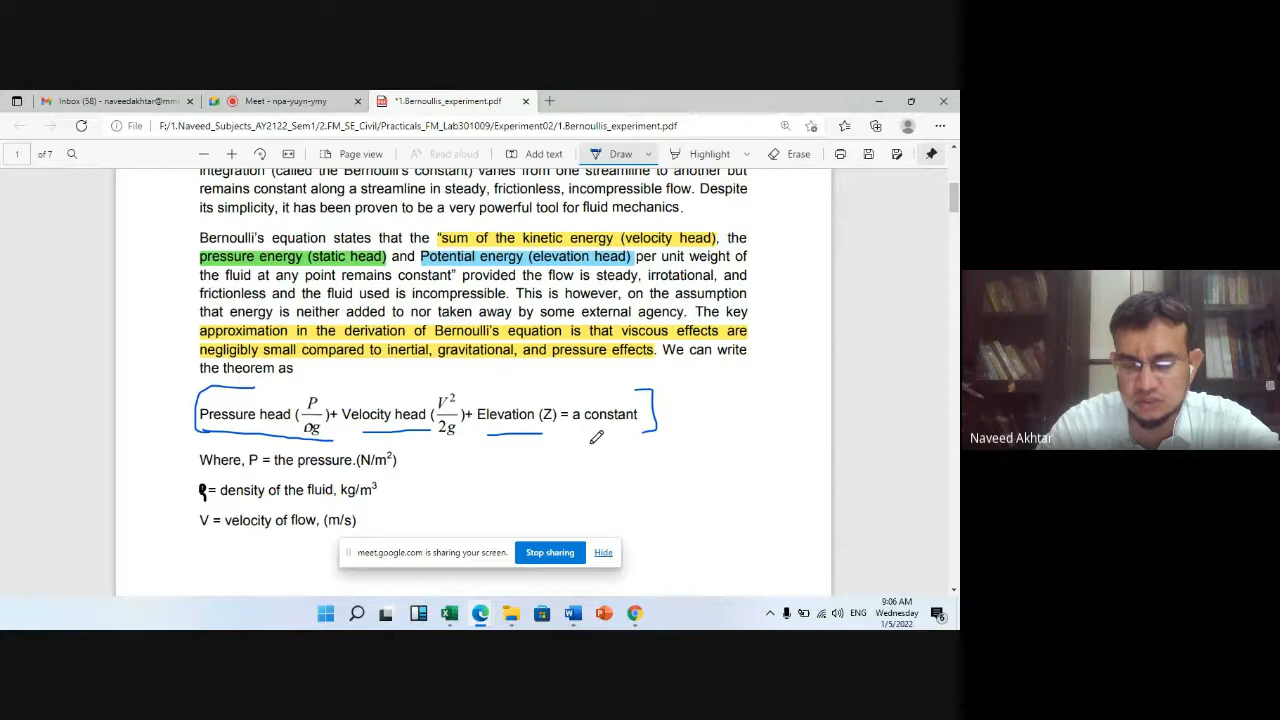 Inbox (58) - naveedakhtar@mm
Meet - npa-yuyn-ymy
*1.Bernoullis_experiment.pdf
File
F:/1.Naveed_Subjects_AY2122_Sem1/2.FM_SE_Civil/Practicals_FM_Lab301009/Experiment02/1.Bernoullis_experiment.pdf
1 of 7
Page view
Read aloud
Add text
Draw
Highlight
Erase
integration (called the Bernoulli's constant) varies from one streamline to another but
remains constant along a streamline in steady, frictionless, incompressible flow. Despite
its simplicity, it has been proven to be a very powerful tool for fluid mechanics.
Bernoulli's equation states that the "sum of the kinetic energy (velocity head), the
pressure energy (static head) and Potential energy (elevation head) per unit weight of
the fluid at any point remains constant" provided the flow is steady, irrotational, and
frictionless and the fluid used is incompressible. This is however, on the assumption
that energy is neither added to nor taken away by some external agency. The key
approximation in the derivation of Bernoulli's equation is that viscous effects are
negligibly small compared to inertial, gravitational, and pressure effects. We can write
the theorem as
Pressure head (P/ρg)+ Velocity head (V²/2g)+ Elevation (Z) = a constant
Where, P = the pressure.(N/m²)
ρ= density of the fluid, kg/m³
V = velocity of flow, (m/s)
meet.google.com is sharing your screen.
Stop sharing
Hide
ENG
9:06 AM
Wednesday
1/5/2022
6
Naveed Akhtar